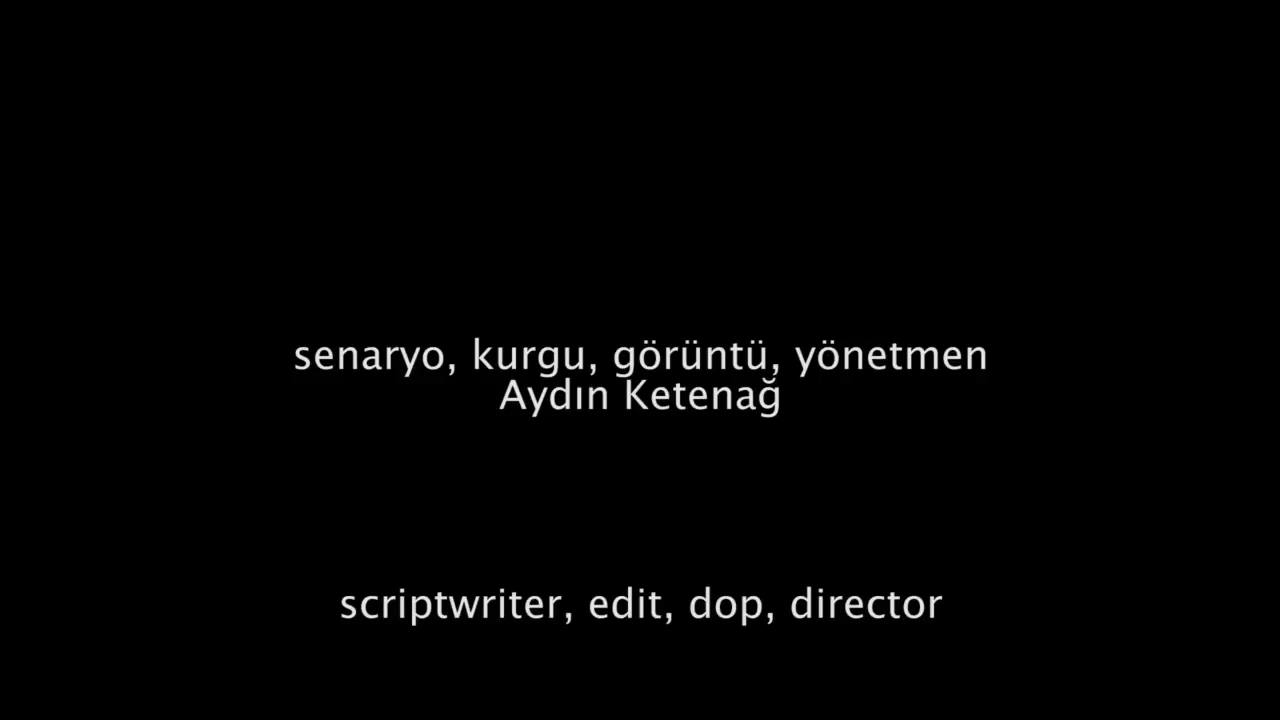 senaryo, kurgu, görüntü, yönetmen
Aydın Ketenağ
scriptwriter, edit, dop, director